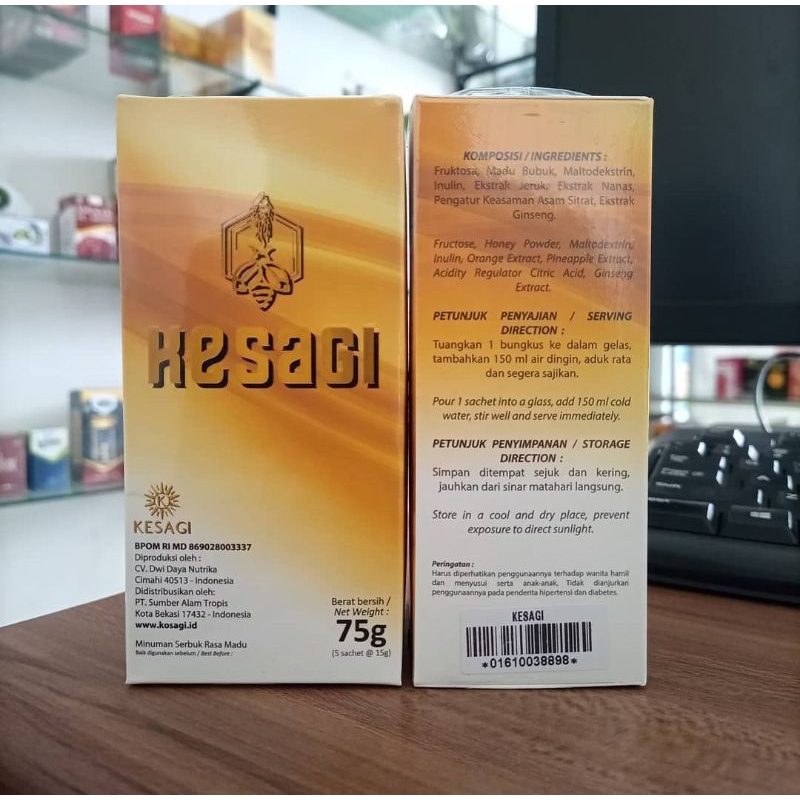 KESAGI
KESAGI
BPOM RI MD 869028003337
Diproduksi oleh :
CV. Dwi Daya Nutrika
Cimahi 40513 - Indonesia
Didistribusikan oleh:
PT. Sumber Alam Tropis
Kota Bekasi 17432 - Indonesia
www.kosagi.id
Minuman Serbuk Rasa Madu
Baik digunakan sebelum / Best Before :
Berat bersih /
Net Weight :
75g
(5 sachet @ 15g)
KOMPOSISI / INGREDIENTS :
Fruktosa, Madu Bubuk, Maltodekstrin,
Inulin, Ekstrak Jeruk, Ekstrak Nanas,
Pengatur Keasaman Asam Sitrat, Ekstrak
Ginseng.
Fructose, Honey Powder, Maltodextrin,
Inulin, Orange Extract, Pineapple Extract,
Acidity Regulator Citric Acid, Ginseng
Extract.
PETUNJUK PENYAJIAN / SERVING
DIRECTION :
Tuangkan 1 bungkus ke dalam gelas,
tambahkan 150 ml air dingin, aduk rata
dan segera sajikan.
Pour 1 sachet into a glass, add 150 ml cold
water, stir well and serve immediately.
PETUNJUK PENYIMPANAN / STORAGE
DIRECTION :
Simpan ditempat sejuk dan kering,
jauhkan dari sinar matahari langsung.
Store in a cool and dry place, prevent
exposure to direct sunlight.
Peringatan :
Harus diperhatikan penggunaannya terhadap wanita hamil
dan menyusui serta anak-anak, Tidak dianjurkan
penggunaannya pada penderita hipertensi dan diabetes.
KESAGI
*01610038898*